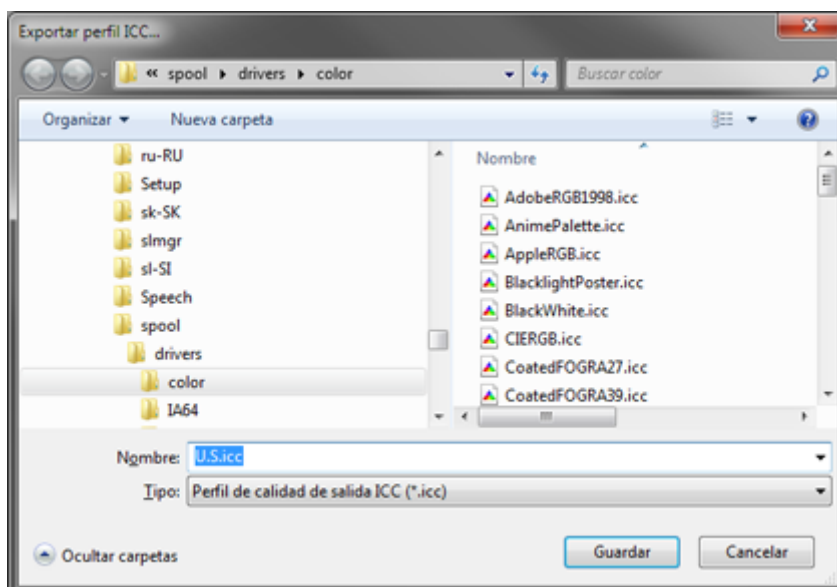 Exportar perfil ICC...
« spool ▸ drivers ▸ color
Buscar color
Organizar
Nueva carpeta
ru-RU
Setup
sk-SK
slmgr
sl-SI
Speech
spool
drivers
color
IA64
Nombre
AdobeRGB1998.icc
AnimePalette.icc
AppleRGB.icc
BlacklightPoster.icc
BlackWhite.icc
CIERGB.icc
CoatedFOGRA27.icc
CoatedFOGRA39.icc
Nombre: U.S.icc
Tipo: Perfil de calidad de salida ICC (*.icc)
Ocultar carpetas
Guardar
Cancelar